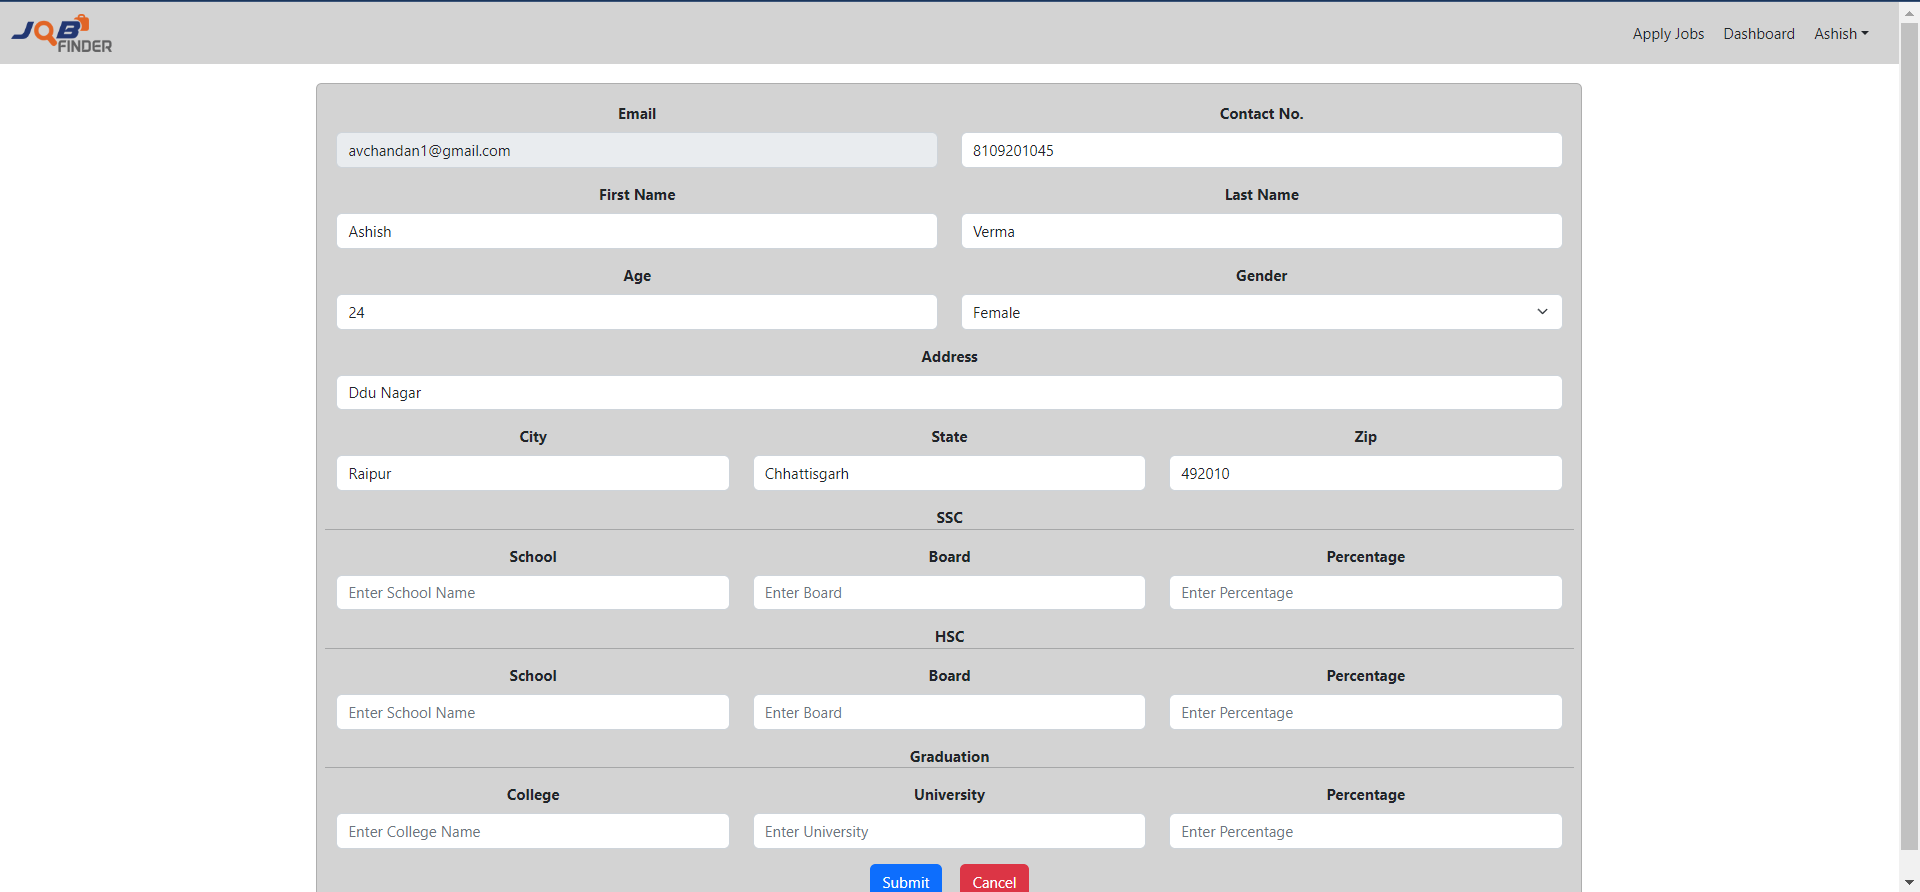 JOB FINDER
Apply Jobs Dashboard Ashish
Email Contact No.
avchandan1@gmail.com 8109201045
First Name Last Name
Ashish Verma
Age Gender
24 Female
Address
Ddu Nagar
City State Zip
Raipur Chhattisgarh 492010
SSC
School Board Percentage
Enter School Name Enter Board Enter Percentage
HSC
School Board Percentage
Enter School Name Enter Board Enter Percentage
Graduation
College University Percentage
Enter College Name Enter University Enter Percentage
Submit Cancel